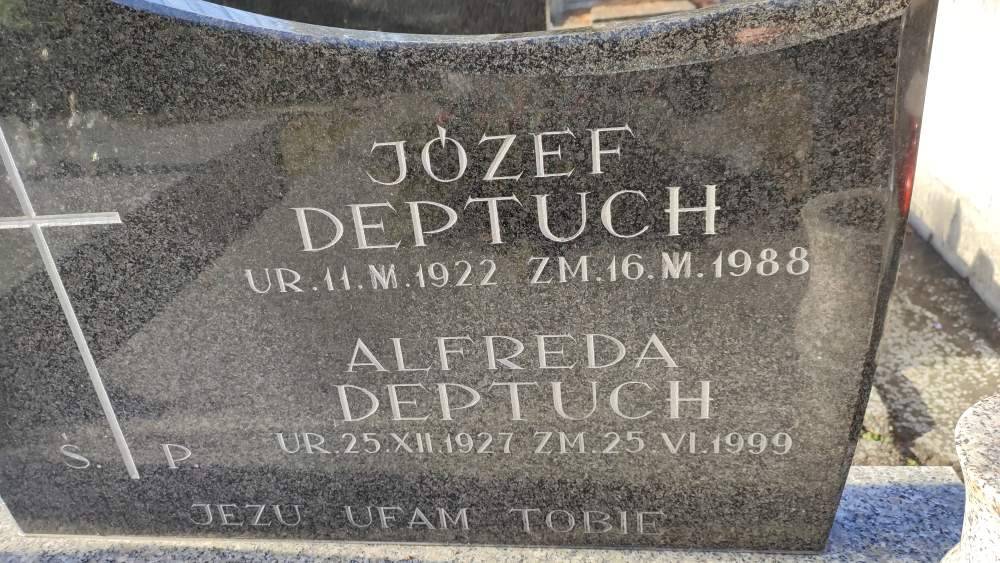 JÓZEF
DEPTUCH
UR.11. .1922 ZM.16. .1988
ALFREDA
DEPTUCH
UR.25.XII.1927 ZM.25.VI.1999
Ś. P.
JEZU UFAM TOBIE